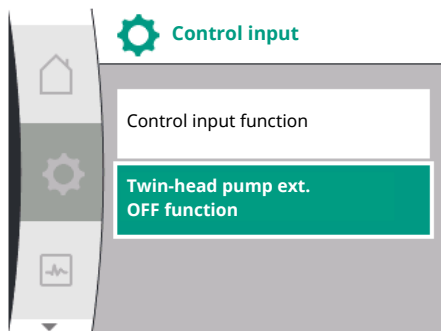 Control input
Control input function
Twin-head pump ext.
OFF function